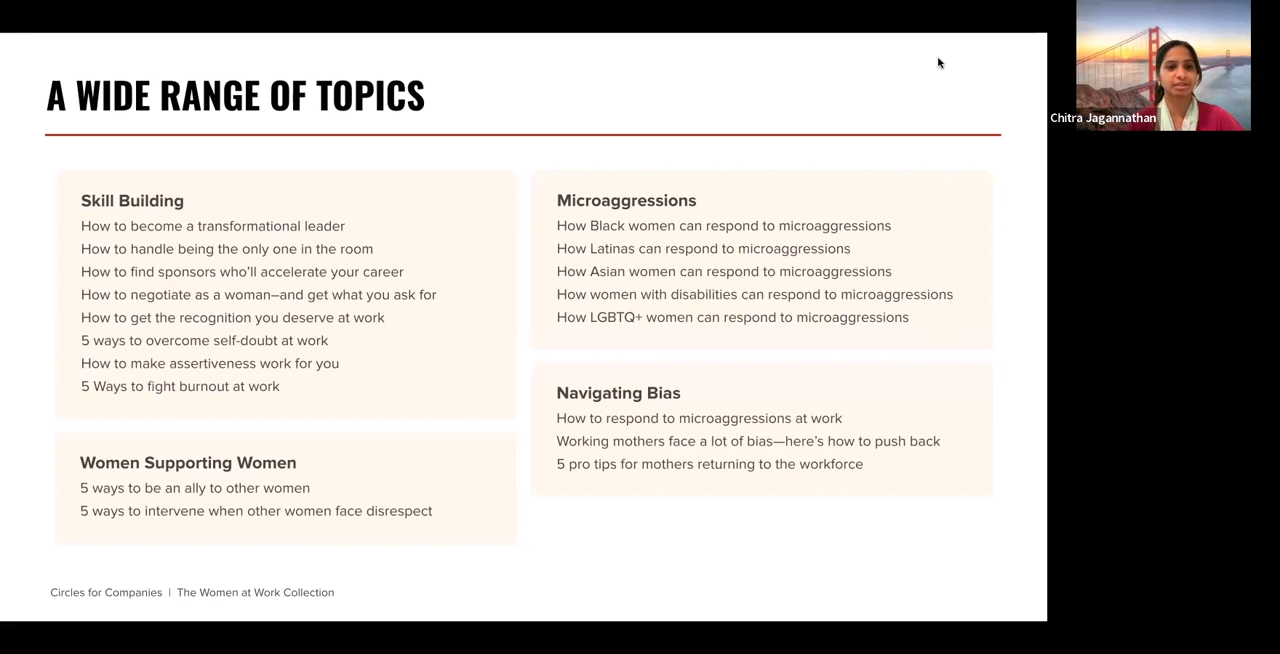 A WIDE RANGE OF TOPICS
Skill Building
How to become a transformational leader
How to handle being the only one in the room
How to find sponsors who'll accelerate your career
How to negotiate as a woman–and get what you ask for
How to get the recognition you deserve at work
5 ways to overcome self-doubt at work
How to make assertiveness work for you
5 Ways to fight burnout at work
Women Supporting Women
5 ways to be an ally to other women
5 ways to intervene when other women face disrespect
Microaggressions
How Black women can respond to microaggressions
How Latinas can respond to microaggressions
How Asian women can respond to microaggressions
How women with disabilities can respond to microaggressions
How LGBTQ+ women can respond to microaggressions
Navigating Bias
How to respond to microaggressions at work
Working mothers face a lot of bias—here's how to push back
5 pro tips for mothers returning to the workforce
Circles for Companies | The Women at Work Collection
Chitra Jagannathan